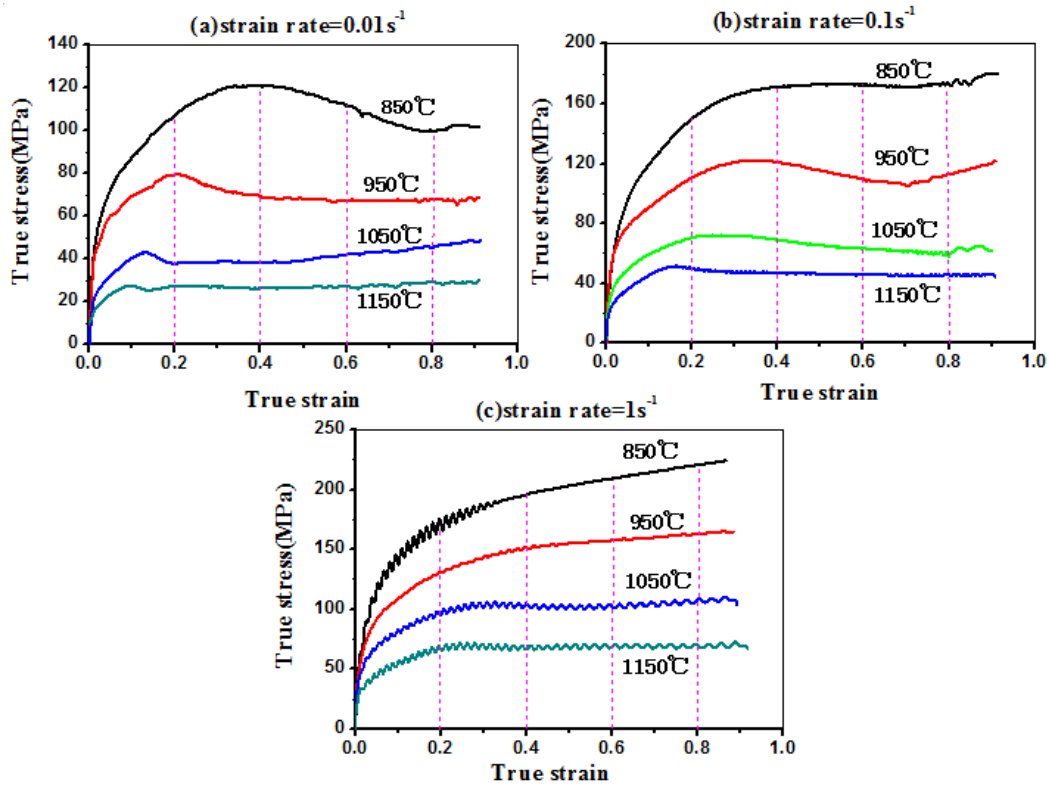 (a)strain rate=0.01s⁻¹
True stress(MPa)
140
120
100
80
60
40
20
0
850℃
950℃
1050℃
1150℃
0.0 0.2 0.4 0.6 0.8 1.0
True strain
(b)strain rate=0.1s⁻¹
True stress(MPa)
200
160
120
80
40
0
850℃
950℃
1050℃
1150℃
0.0 0.2 0.4 0.6 0.8 1.0
True strain
(c)strain rate=1s⁻¹
True stress(MPa)
250
200
150
100
50
0
850℃
950℃
1050℃
1150℃
0.0 0.2 0.4 0.6 0.8 1.0
True strain